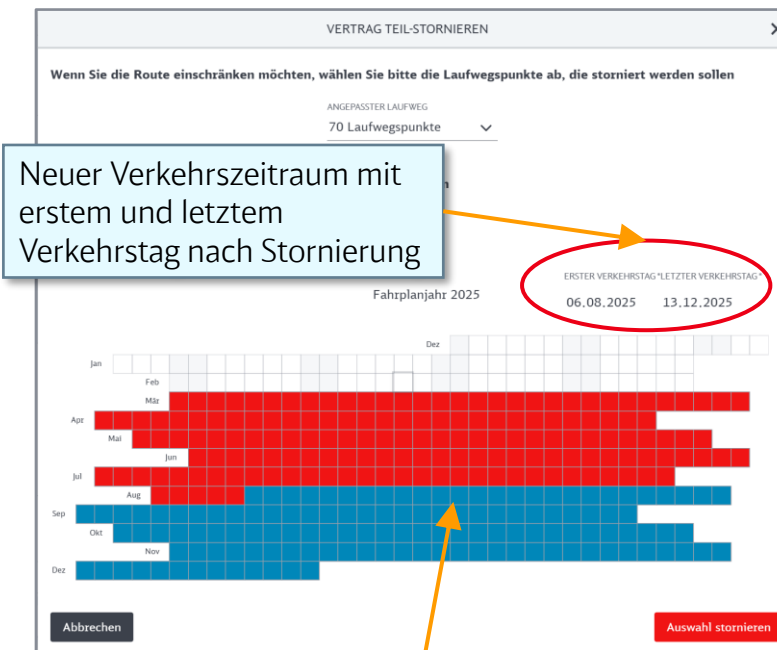 VERTRAG TEIL-STORNIEREN
Wenn Sie die Route einschränken möchten, wählen Sie bitte die Laufwegspunkte ab, die storniert werden sollen
ANGEPASSTER LAUFWEG
70 Laufwegspunkte
Neuer Verkehrszeitraum mit
erstem und letztem
Verkehrstag nach Stornierung
ERSTER VERKEHRSTAG* LETZTER VERKEHRSTAG*
Fahrplanjahr 2025
06.08.2025 13.12.2025
Dez
Jan
Feb
Mär
Apr
Mai
Jun
Jul
Aug
Sep
Okt
Nov
Dez
Abbrechen
Auswahl stornieren